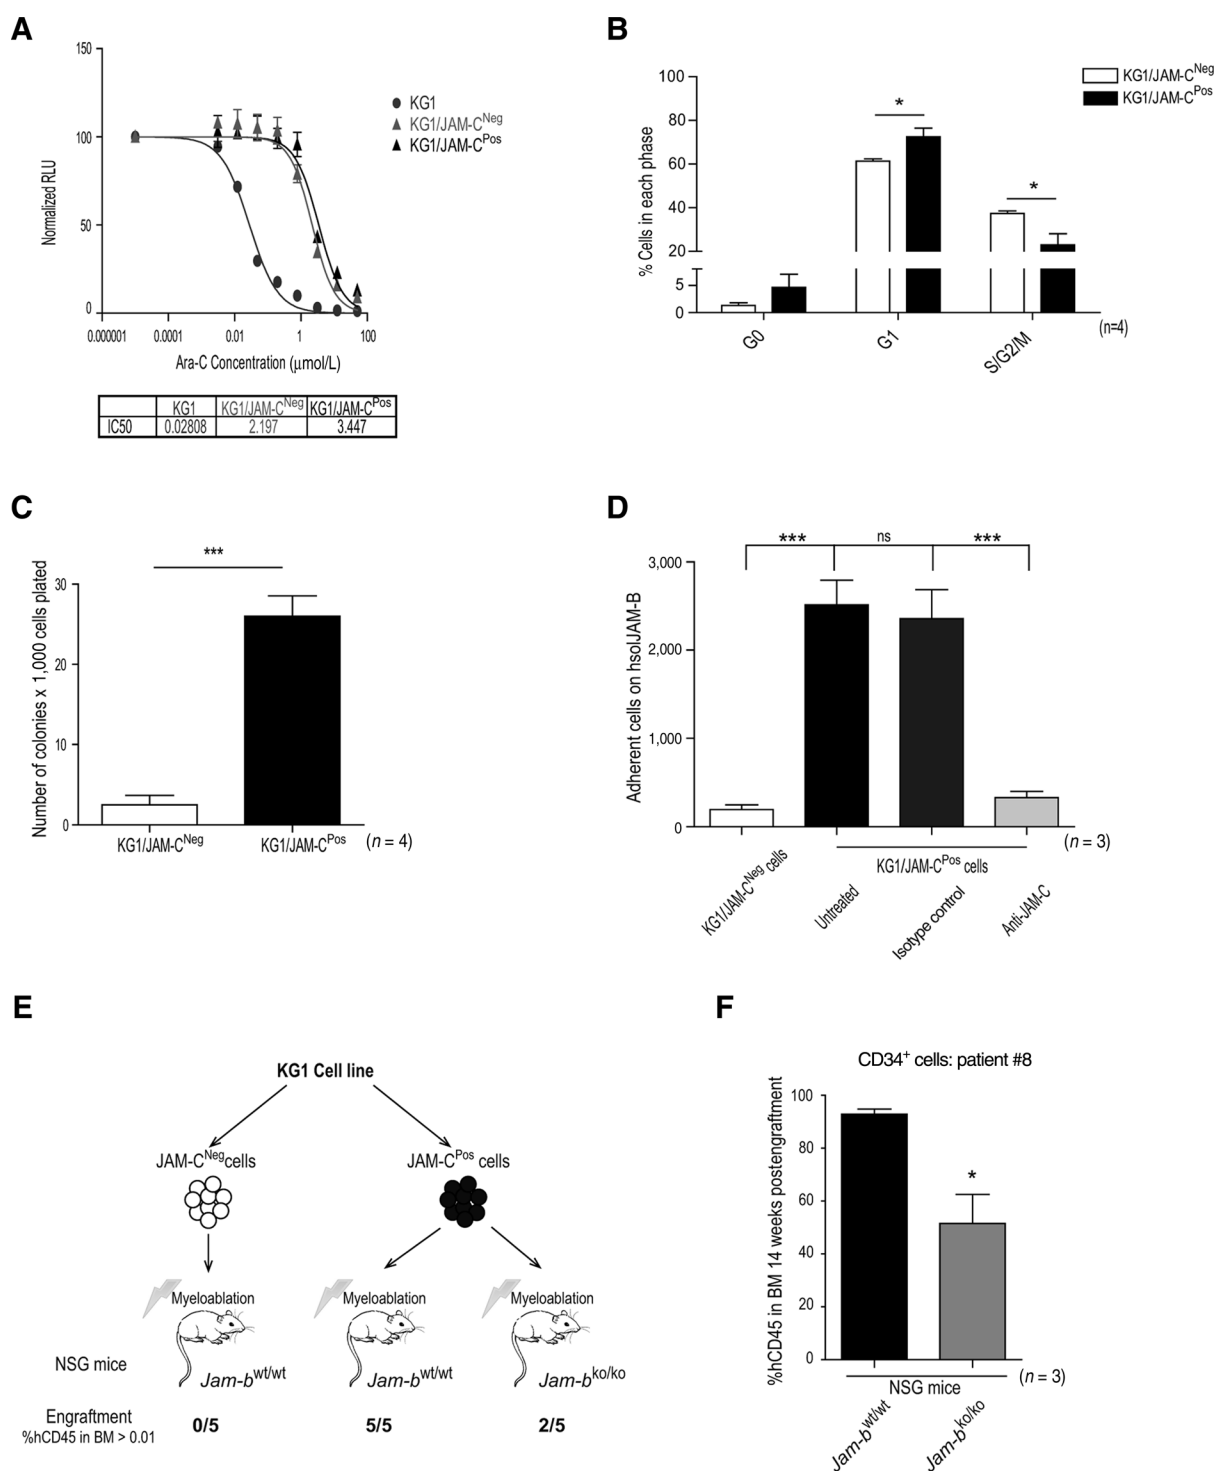 A
150
100
50
0
Normalized RLU
0.000001
0.0001
0.01
1
100
Ara-C Concentration (μmol/L)
KG1
KG1/JAM-C^Neg
KG1/JAM-C^Pos
KG1 KG1/JAM-C^Neg KG1/JAM-C^Pos
IC50 0.02808 2.197 3.447
B
100
80
60
40
20
5
0
% Cells in each phase
*
*
KG1/JAM-C^Neg
KG1/JAM-C^Pos
G0
G1
S/G2/M
(n=4)
C
***
30
20
10
0
Number of colonies x 1,000 cells plated
KG1/JAM-C^Neg
KG1/JAM-C^Pos
(n = 4)
D
*** ns ***
3,000
2,000
1,000
0
Adherent cells on hsolJAM-B
KG1/JAM-C^Neg cells
Untreated
Isotype control
Anti-JAM-C
KG1/JAM-C^Pos cells
(n = 3)
E
KG1 Cell line
JAM-C^Neg cells
JAM-C^Pos cells
Myeloablation
Myeloablation
Myeloablation
NSG mice
Jam-b^wt/wt
Jam-b^wt/wt
Jam-b^ko/ko
Engraftment
%hCD45 in BM > 0.01
0/5
5/5
2/5
F
CD34⁺ cells: patient #8
100
80
60
40
20
0
%hCD45 in BM 14 weeks postengraftment
*
NSG mice
(n = 3)
Jam-b^wt/wt
Jam-b^ko/ko